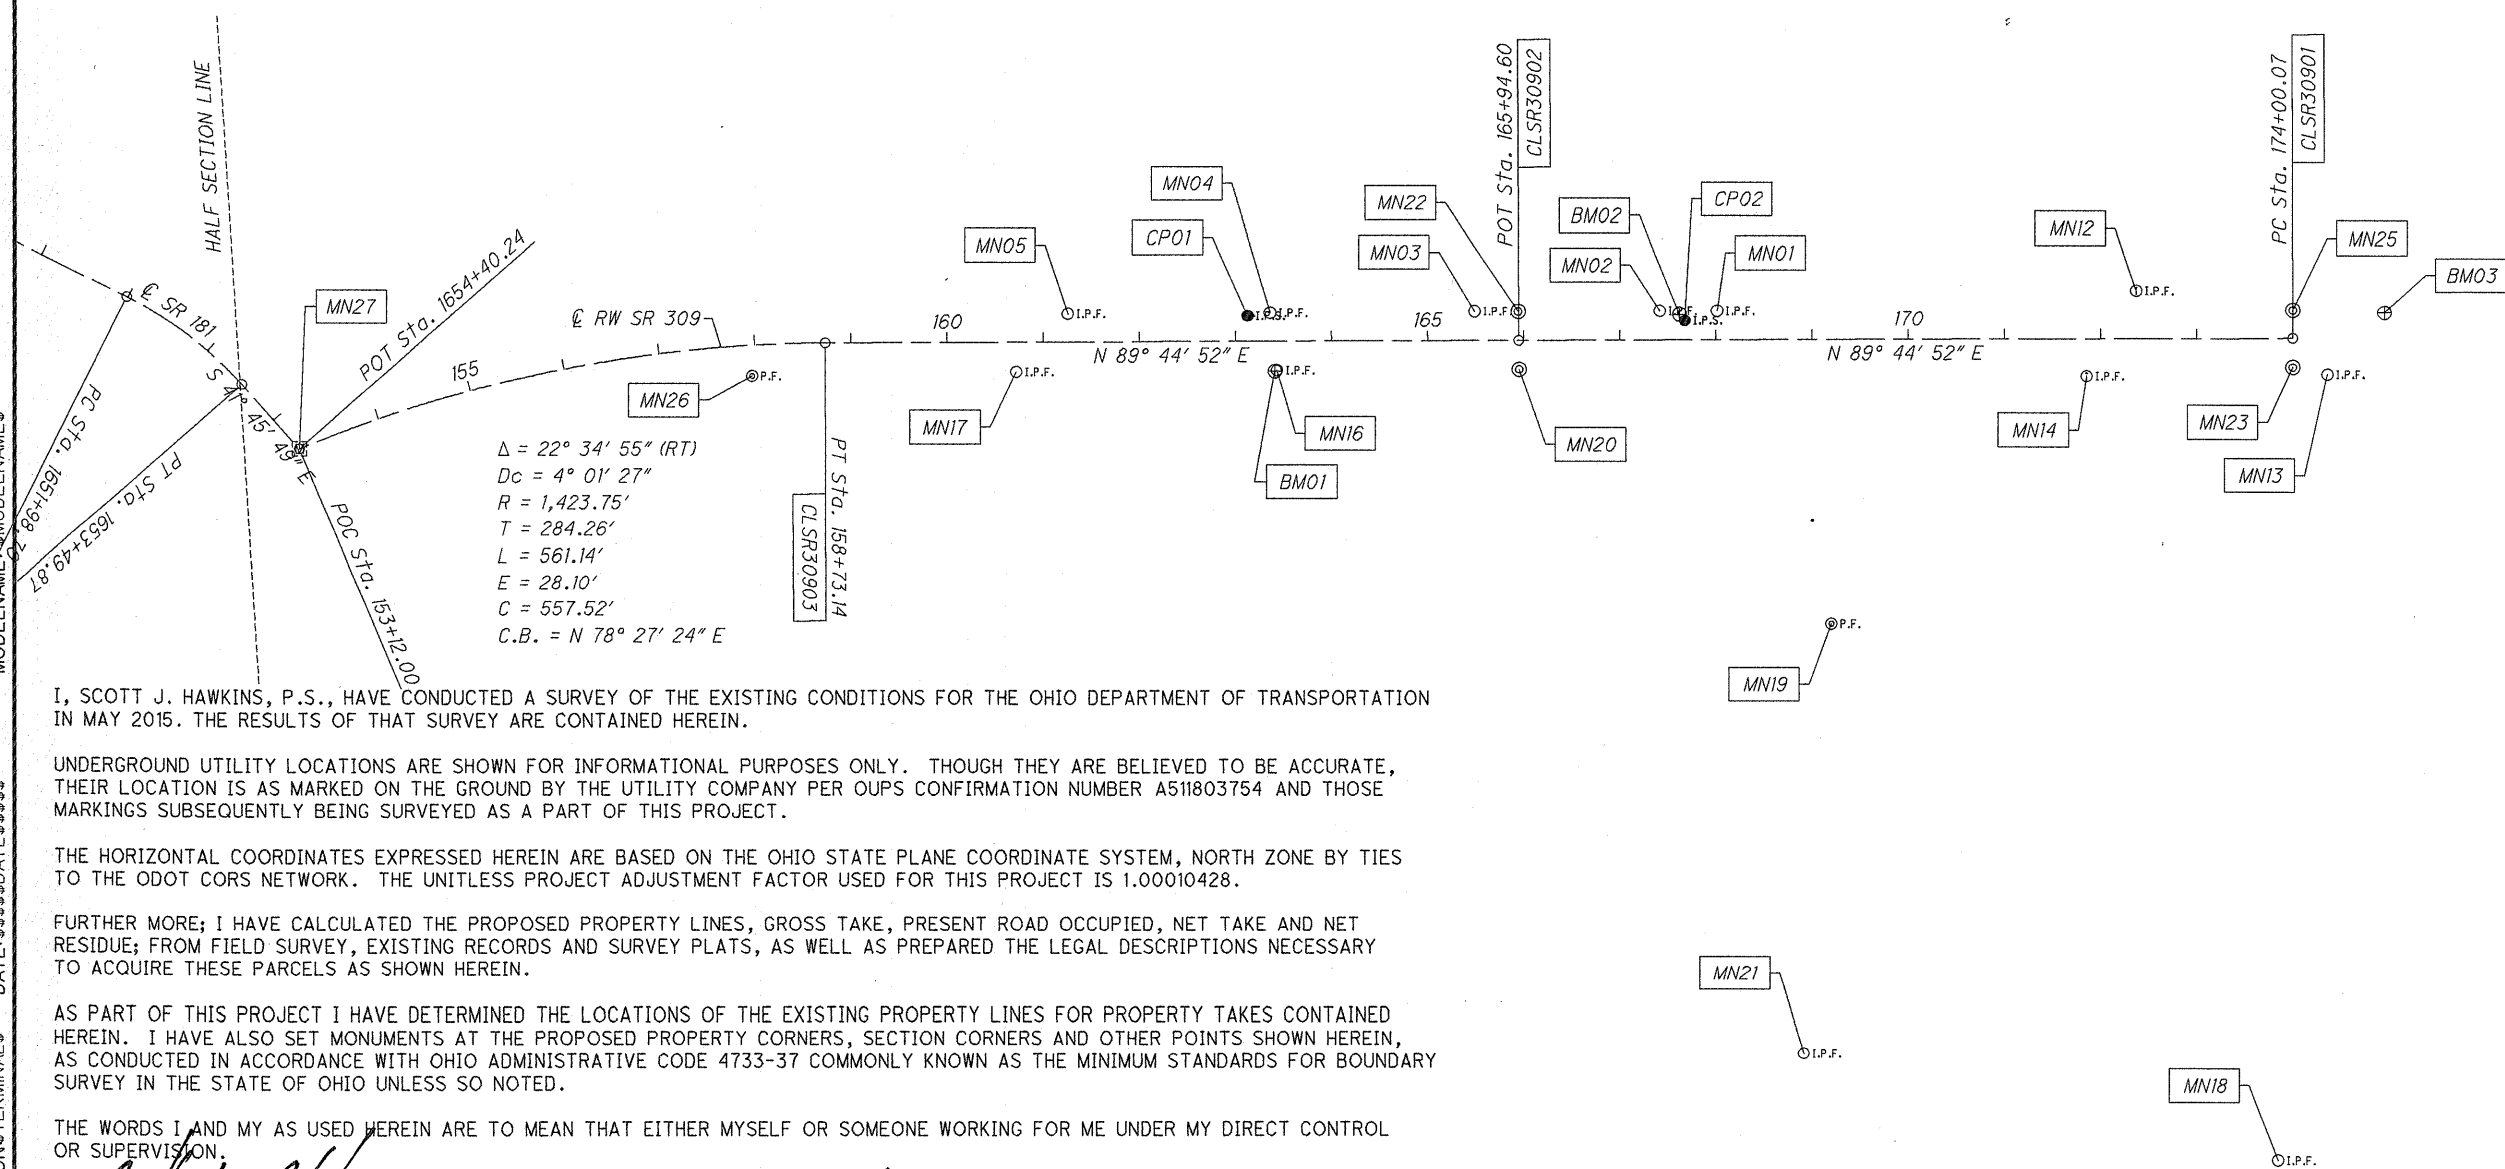 HALF SECTION LINE
℄ SR 181
S 41° 45' 49" E
PC Sta. 1651+98.70
PT Sta. 1653+49.87
MN27
POT Sta. 1654+40.24
POC Sta. 153+12.00
155
℄ RW SR 309
MN26
P.F.
Δ = 22° 34' 55" (RT)
Dc = 4° 01' 27"
R = 1,423.75'
T = 284.26'
L = 561.14'
E = 28.10'
C = 557.52'
C.B. = N 78° 27' 24" E
PT Sta. 158+73.14
CLSR30903
160
MN05
I.P.F.
MN17
I.P.F.
CP01
I.P.S.
MN04
I.P.F.
N 89° 44' 52" E
I.P.F.
MN16
BM01
MN22
MN03
I.P.F.
165
POT Sta. 165+94.60
CLSR30902
MN20
BM02
MN02
I.P.F.
CP02
I.P.S.
MN01
I.P.F.
170
N 89° 44' 52" E
MN12
I.P.F.
MN14
I.P.F.
PC Sta. 174+00.07
CLSR30901
MN25
BM03
MN23
MN13
I.P.F.
MN19
P.F.
MN21
I.P.F.
MN18
I.P.F.
I, SCOTT J. HAWKINS, P.S., HAVE CONDUCTED A SURVEY OF THE EXISTING CONDITIONS FOR THE OHIO DEPARTMENT OF TRANSPORTATION
IN MAY 2015. THE RESULTS OF THAT SURVEY ARE CONTAINED HEREIN.
UNDERGROUND UTILITY LOCATIONS ARE SHOWN FOR INFORMATIONAL PURPOSES ONLY. THOUGH THEY ARE BELIEVED TO BE ACCURATE,
THEIR LOCATION IS AS MARKED ON THE GROUND BY THE UTILITY COMPANY PER OUPS CONFIRMATION NUMBER A511803754 AND THOSE
MARKINGS SUBSEQUENTLY BEING SURVEYED AS A PART OF THIS PROJECT.
THE HORIZONTAL COORDINATES EXPRESSED HEREIN ARE BASED ON THE OHIO STATE PLANE COORDINATE SYSTEM, NORTH ZONE BY TIES
TO THE ODOT CORS NETWORK. THE UNITLESS PROJECT ADJUSTMENT FACTOR USED FOR THIS PROJECT IS 1.00010428.
FURTHER MORE; I HAVE CALCULATED THE PROPOSED PROPERTY LINES, GROSS TAKE, PRESENT ROAD OCCUPIED, NET TAKE AND NET
RESIDUE; FROM FIELD SURVEY, EXISTING RECORDS AND SURVEY PLATS, AS WELL AS PREPARED THE LEGAL DESCRIPTIONS NECESSARY
TO ACQUIRE THESE PARCELS AS SHOWN HEREIN.
AS PART OF THIS PROJECT I HAVE DETERMINED THE LOCATIONS OF THE EXISTING PROPERTY LINES FOR PROPERTY TAKES CONTAINED
HEREIN. I HAVE ALSO SET MONUMENTS AT THE PROPOSED PROPERTY CORNERS, SECTION CORNERS AND OTHER POINTS SHOWN HEREIN,
AS CONDUCTED IN ACCORDANCE WITH OHIO ADMINISTRATIVE CODE 4733-37 COMMONLY KNOWN AS THE MINIMUM STANDARDS FOR BOUNDARY
SURVEY IN THE STATE OF OHIO UNLESS SO NOTED.
THE WORDS I AND MY AS USED HEREIN ARE TO MEAN THAT EITHER MYSELF OR SOMEONE WORKING FOR ME UNDER MY DIRECT CONTROL
OR SUPERVISION.